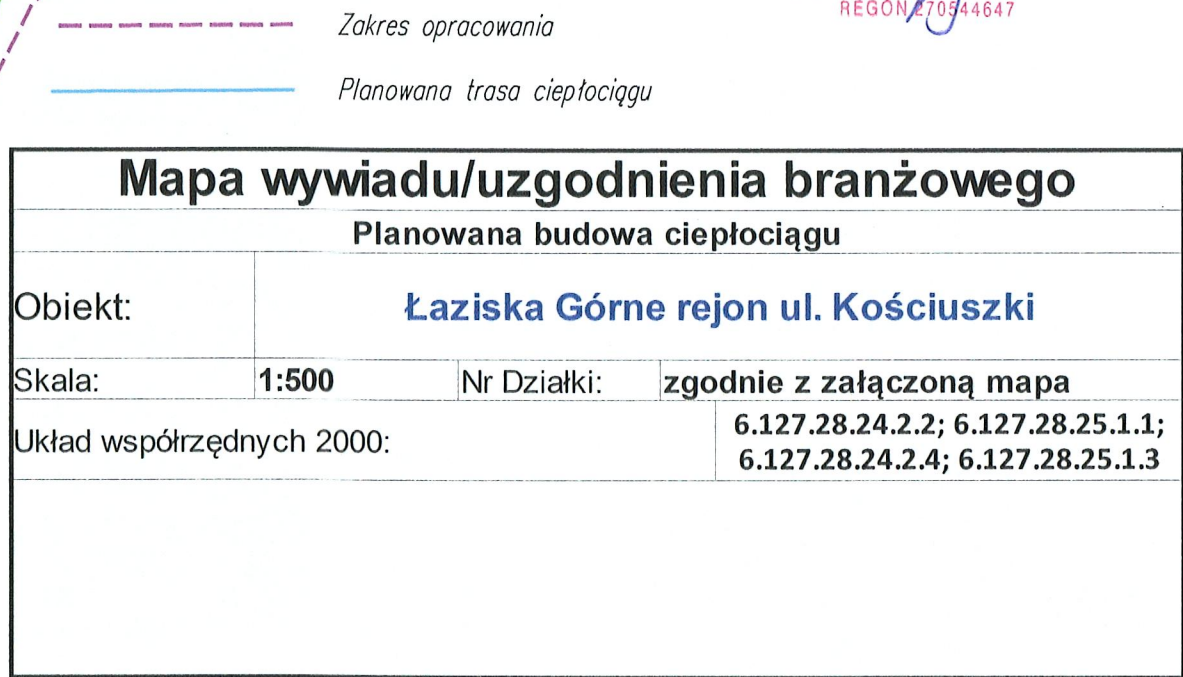 REGON 270544647
Zakres opracowania
Planowana trasa ciepłociągu
Mapa wywiadu/uzgodnienia branżowego
Planowana budowa ciepłociągu
Obiekt: Łaziska Górne rejon ul. Kościuszki
Skala: 1:500 Nr Działki: zgodnie z załączoną mapa
Układ współrzędnych 2000: 6.127.28.24.2.2; 6.127.28.25.1.1;
6.127.28.24.2.4; 6.127.28.25.1.3